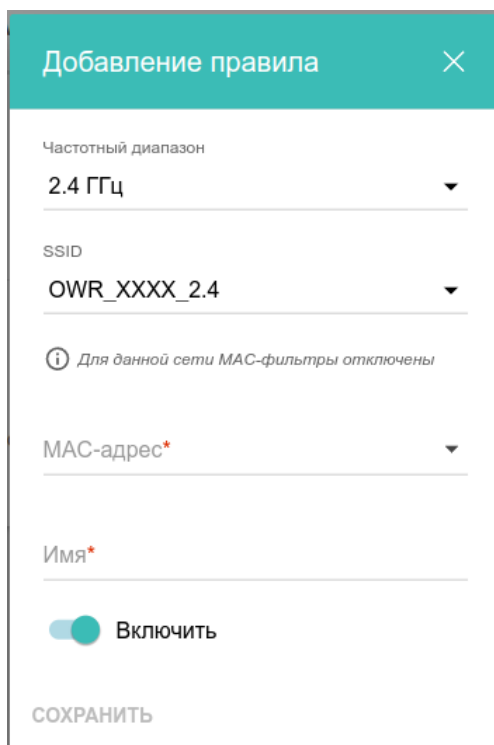 Добавление правила
Частотный диапазон
2.4 ГГц
SSID
OWR_XXXX_2.4
Для данной сети MAC-фильтры отключены
MAC-адрес*
Имя*
Включить
СОХРАНИТЬ